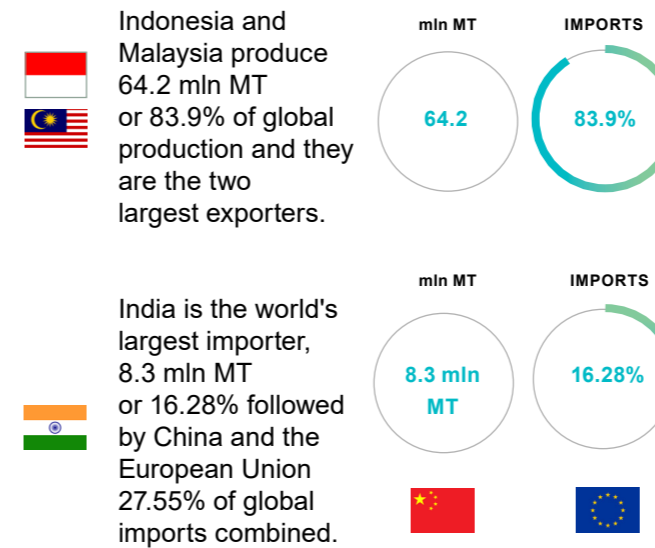 Indonesia and
Malaysia produce
64.2 mln MT
or 83.9% of global
production and they
are the two
largest exporters.
mln MT
IMPORTS
64.2
83.9%
India is the world's
largest importer,
8.3 mln MT
or 16.28% followed
by China and the
European Union
27.55% of global
imports combined.
mln MT
IMPORTS
8.3 mln
MT
16.28%